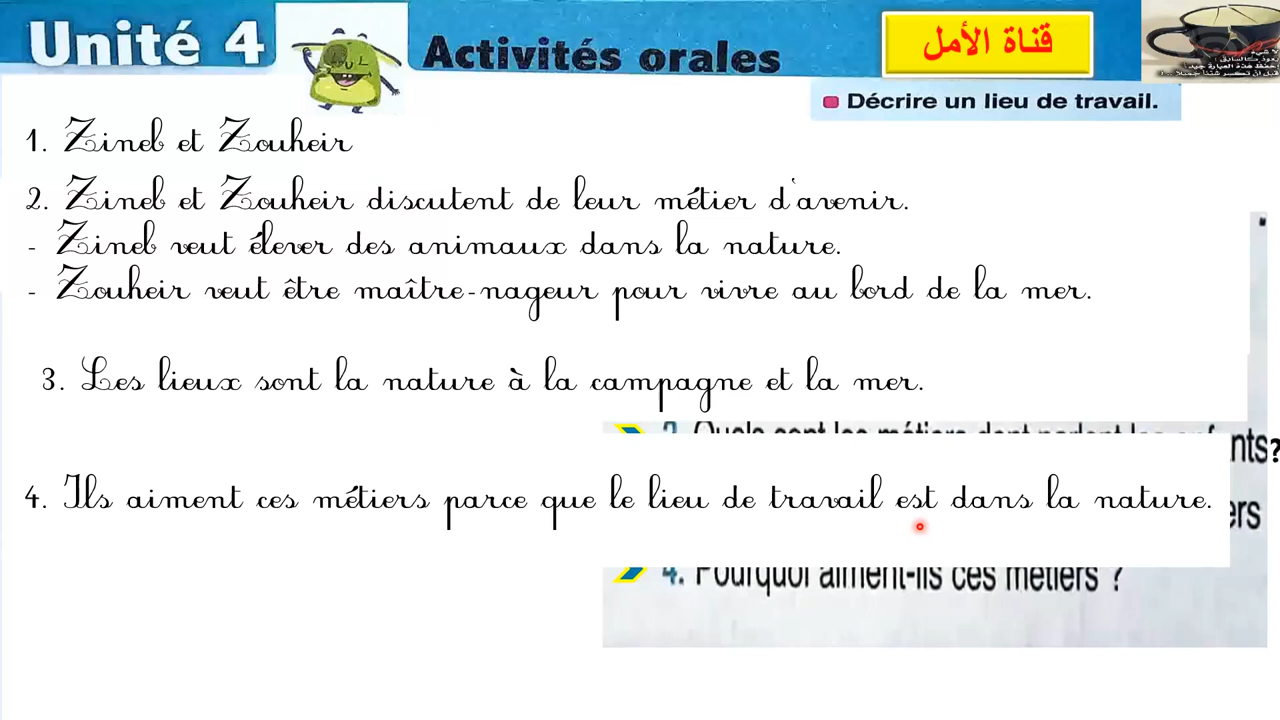 Unité 4
Activités orales
قناة الأمل
Décrire un lieu de travail.
1. Zineb et Zouheir
2. Zineb et Zouheir discutent de leur métier d'avenir.
- Zineb veut élever des animaux dans la nature.
- Zouheir veut être maître-nageur pour vivre au bord de la mer.
3. Les lieux sont la nature à la campagne et la mer.
nts?
4. Ils aiment ces métiers parce que le lieu de travail est dans la nature.
ers
4. Pourquoi aiment-ils ces métiers ?